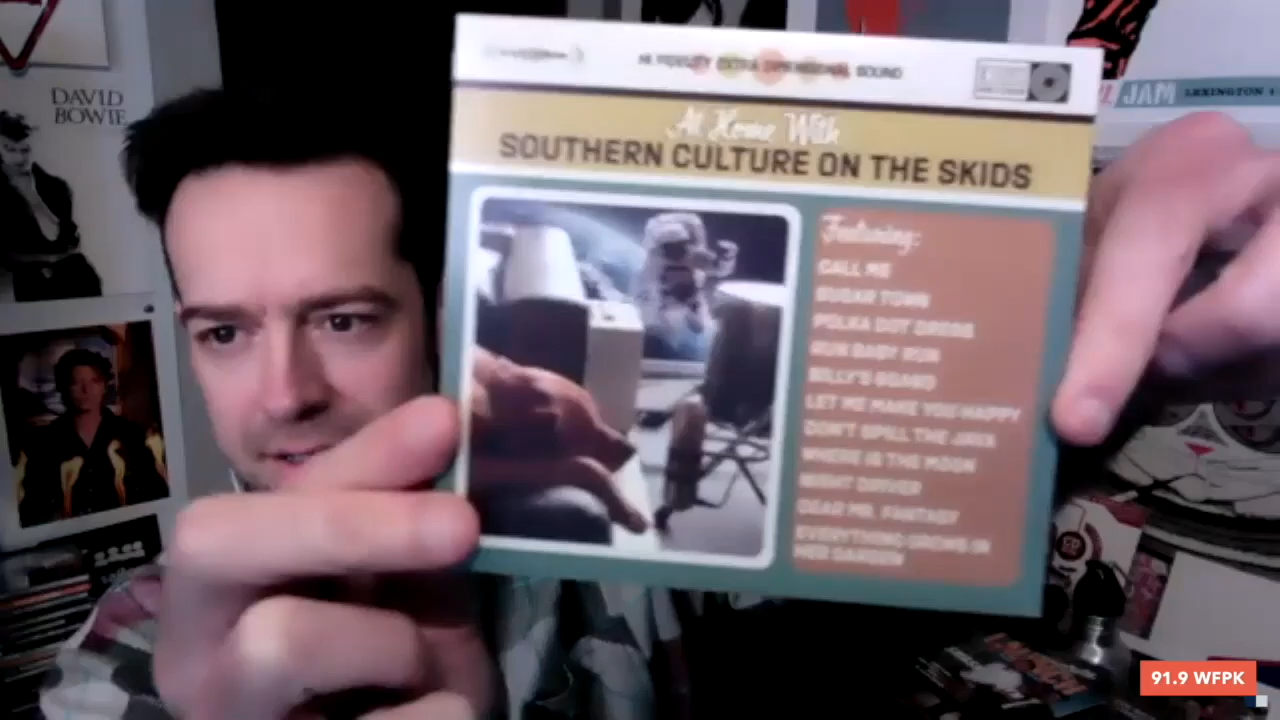 DAVID
BOWIE
HI FIDELITY EXTRA DIMENSIONAL SOUND
JAM
LEXINGTON
At Home With
SOUTHERN CULTURE ON THE SKIDS
Featuring:
CALL ME
SUGAR TOWN
POLKA DOT DRESS
RUN BABY RUN
BILLY'S BOARD
LET ME MAKE YOU HAPPY
DON'T SPILL THE JAVA
WHERE IS THE MOON
NIGHT DRIVER
DEAR MR. FANTASY
EVERYTHING GROWS IN
HER GARDEN
91.9 WFPK